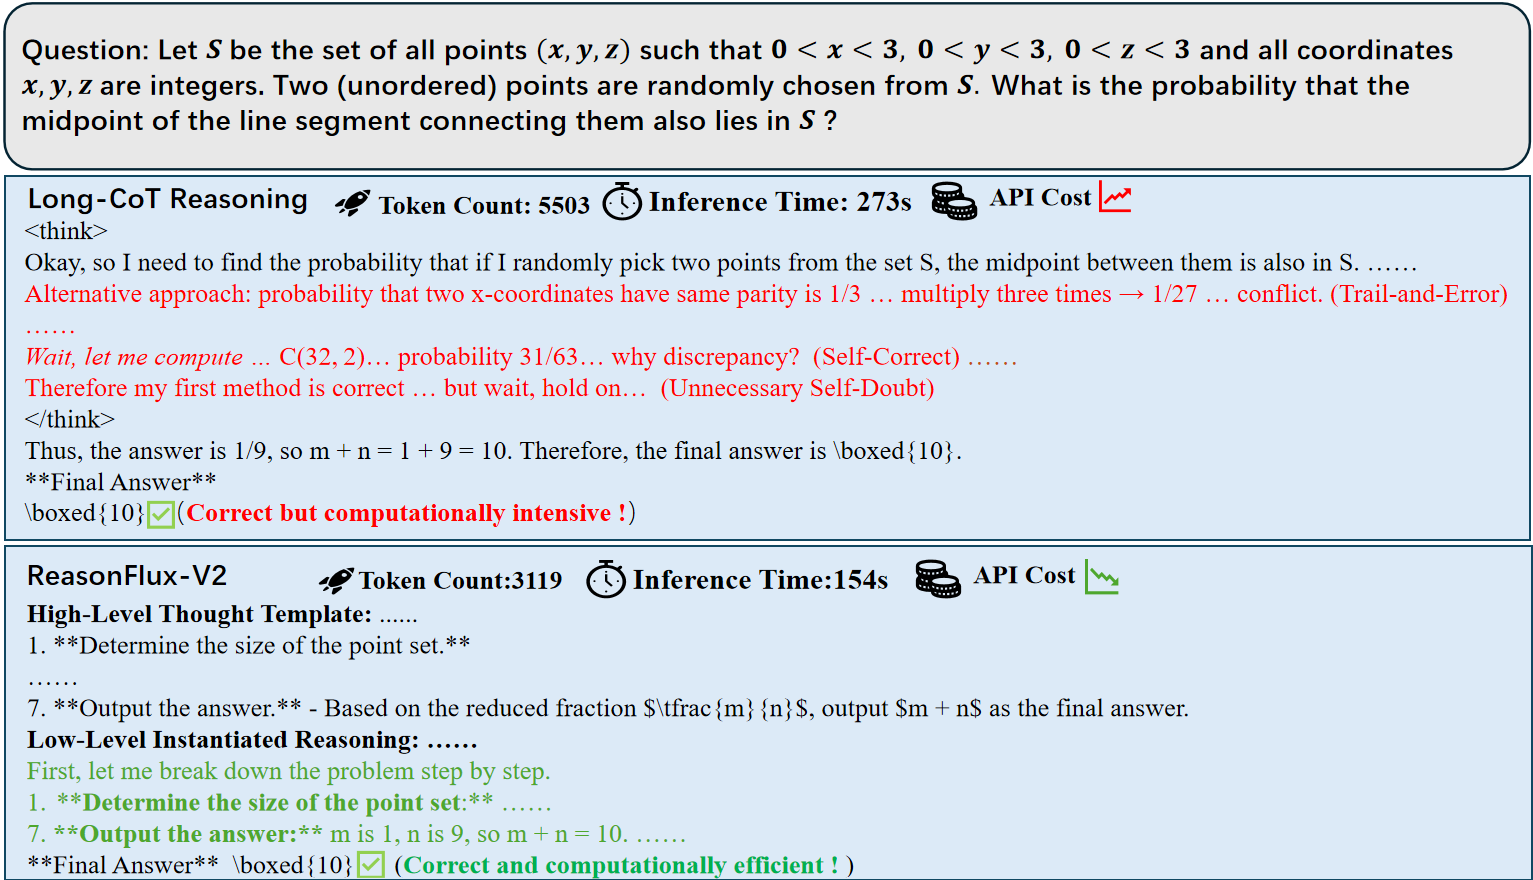 Question: Let S be the set of all points (x, y, z) such that 0 < x < 3, 0 < y < 3, 0 < z < 3 and all coordinates
x, y, z are integers. Two (unordered) points are randomly chosen from S. What is the probability that the
midpoint of the line segment connecting them also lies in S ?
Long-CoT Reasoning Token Count: 5503 Inference Time: 273s API Cost
<think>
Okay, so I need to find the probability that if I randomly pick two points from the set S, the midpoint between them is also in S. ……
Alternative approach: probability that two x-coordinates have same parity is 1/3 … multiply three times → 1/27 … conflict. (Trail-and-Error)
……
Wait, let me compute ... C(32, 2)… probability 31/63… why discrepancy? (Self-Correct) ……
Therefore my first method is correct … but wait, hold on… (Unnecessary Self-Doubt)
</think>
Thus, the answer is 1/9, so m + n = 1 + 9 = 10. Therefore, the final answer is \boxed{10}.
**Final Answer**
\boxed{10} (Correct but computationally intensive !)
ReasonFlux-V2 Token Count:3119 Inference Time:154s API Cost
High-Level Thought Template: ......
1. **Determine the size of the point set.**
……
7. **Output the answer.** - Based on the reduced fraction $\tfrac{m}{n}$, output $m + n$ as the final answer.
Low-Level Instantiated Reasoning: ……
First, let me break down the problem step by step.
1. **Determine the size of the point set:** ……
7. **Output the answer:** m is 1, n is 9, so m + n = 10. ……
**Final Answer** \boxed{10} (Correct and computationally efficient ! )